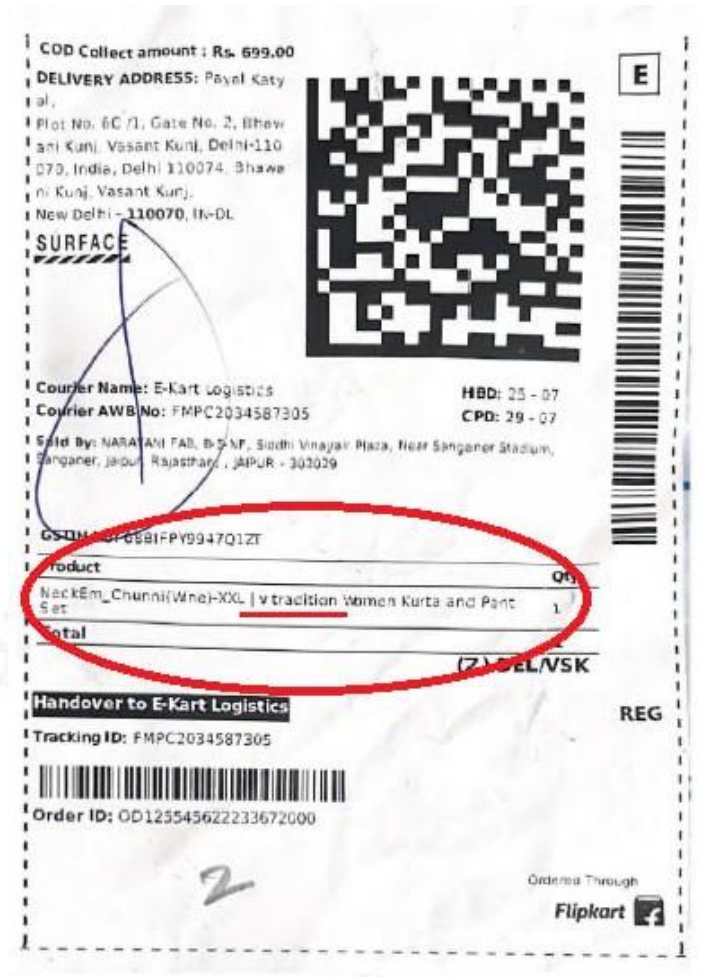 COD Collect amount : Rs. 699.00
E
DELIVERY ADDRESS: Payal Katy
al,
Plot No. 6C /1, Gate No. 2, Bhaw
ani Kunj, Vasant Kunj, Delhi-110
070, India, Delhi 110074, Bhawa
ni Kunj, Vasant Kunj,
New Delhi - 110070, IN-DL
SURFACE
Courier Name: E-Kart Logistics
HBD: 25 - 07
Courier AWB No: FMPC2034587305
CPD: 29 - 07
Sold By: NARAYANI FAB, Siddhi Vinayak Plaza, Near Sanganer Stadium,
Sanganer, Jaipur, Rajasthan, , JAIPUR - 302029
Product Qty
NeckEm_Chunni(Wne)-XXL | v tradition Women Kurta and Pant
Set 1
Total 1
(Z) DEL/VSK
Handover to E-Kart Logistics
REG
Tracking ID: FMPC2034587305
Order ID: OD125545622233672000
2
Ordered Through
Flipkart